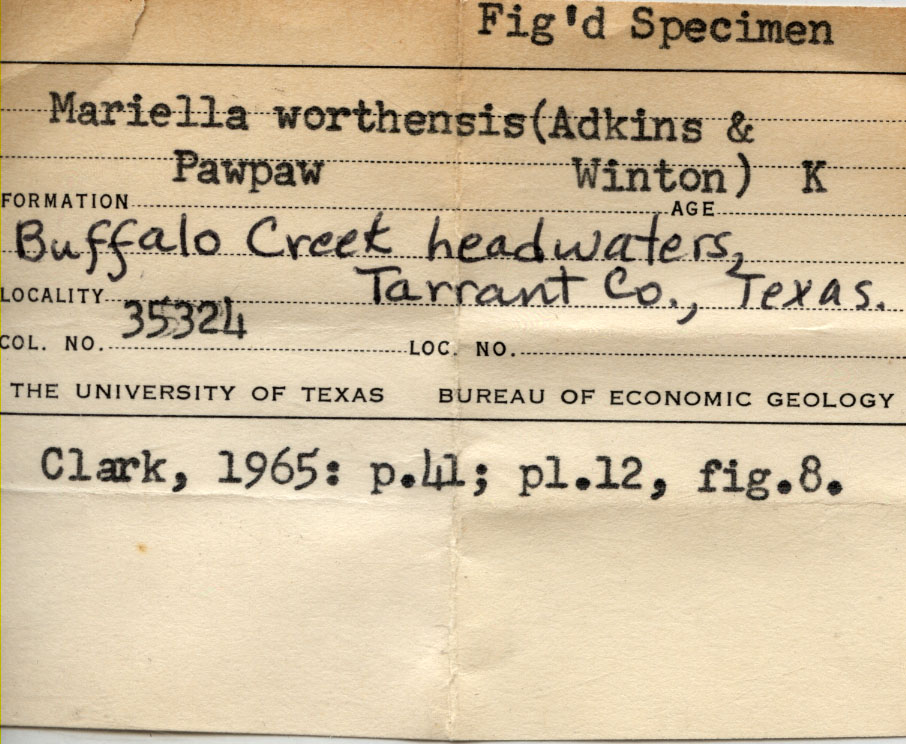 Fig'd Specimen
Mariella worthensis(Adkins &
Pawpaw Winton) K
FORMATION AGE
Buffalo Creek headwaters,
LOCALITY Tarrant Co., Texas.
COL. NO. 35324 LOC. NO.
THE UNIVERSITY OF TEXAS BUREAU OF ECONOMIC GEOLOGY
Clark, 1965: p.41; pl.12, fig.8.